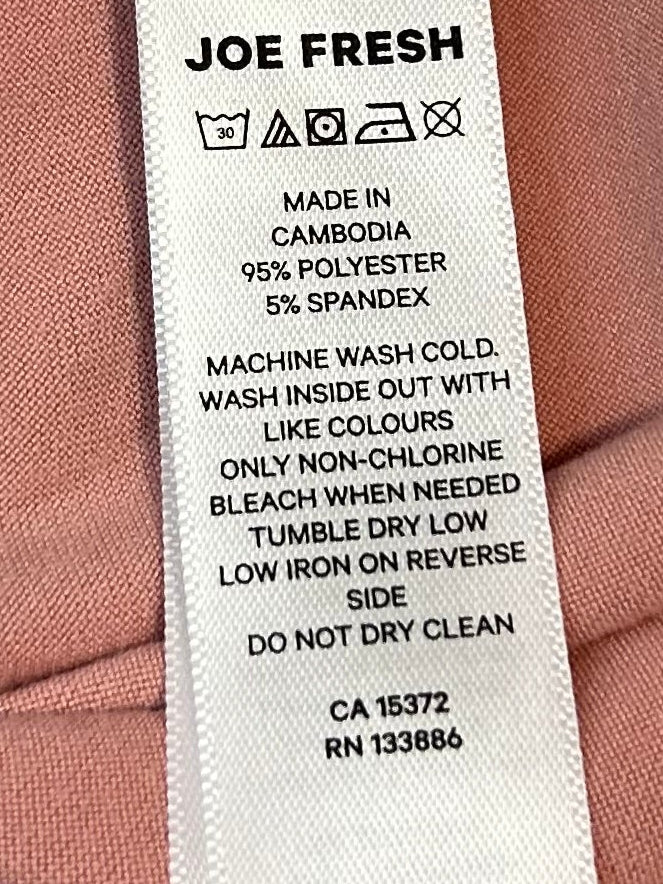 JOE FRESH
30
MADE IN
CAMBODIA
95% POLYESTER
5% SPANDEX
MACHINE WASH COLD.
WASH INSIDE OUT WITH
LIKE COLOURS
ONLY NON-CHLORINE
BLEACH WHEN NEEDED
TUMBLE DRY LOW
LOW IRON ON REVERSE
SIDE
DO NOT DRY CLEAN
CA 15372
RN 133886